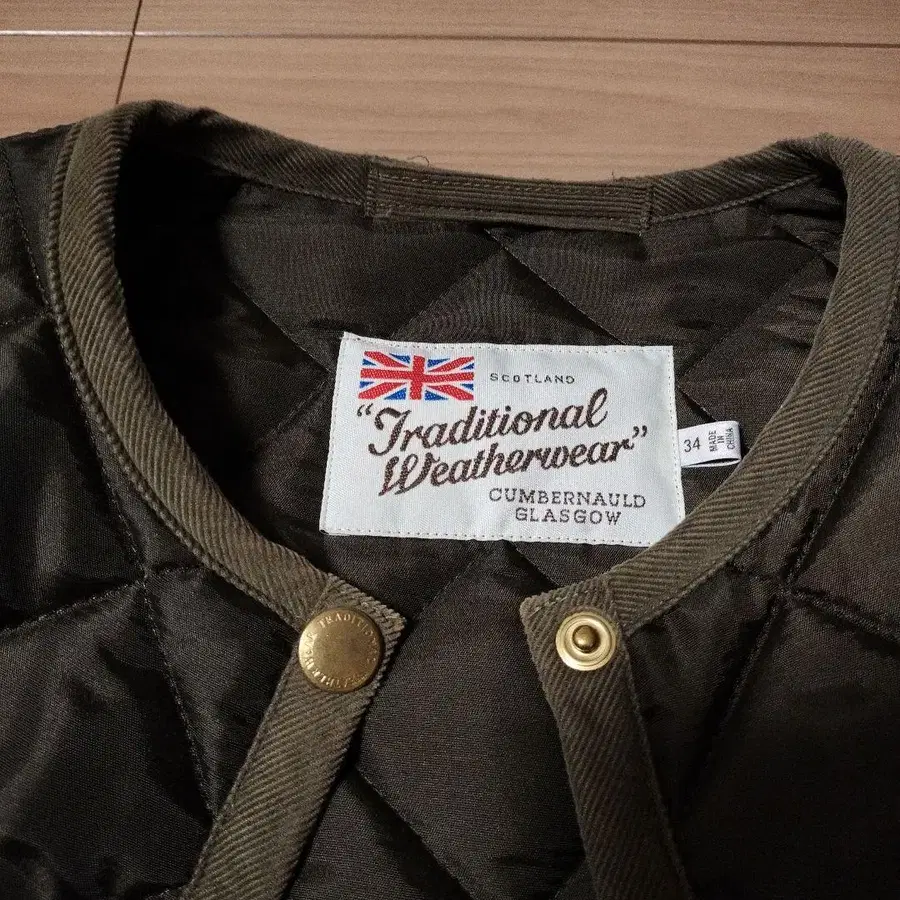 SCOTLAND
"Traditional
Weatherwear"
CUMBERNAULD
GLASGOW
34
MADE
IN
CHINA